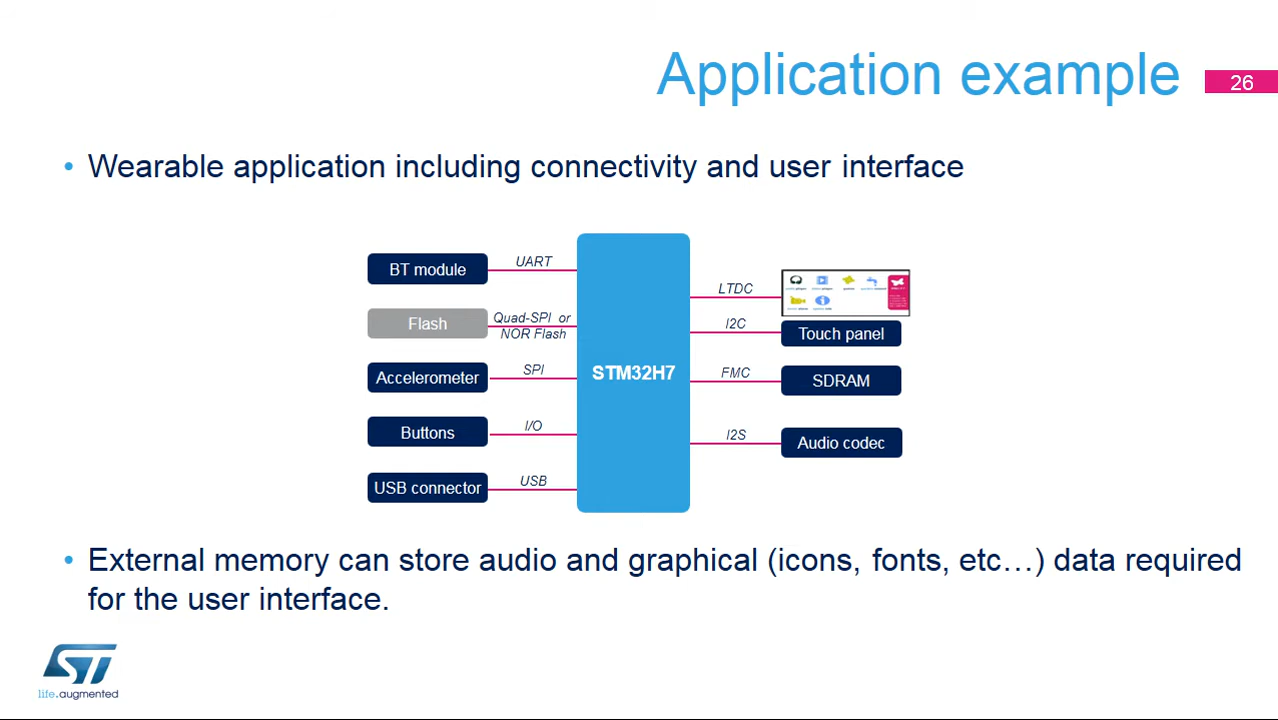 Application example
26
• Wearable application including connectivity and user interface
BT module
UART
Flash
Quad-SPI or
NOR Flash
Accelerometer
SPI
Buttons
I/O
USB connector
USB
STM32H7
LTDC
I2C
Touch panel
FMC
SDRAM
I2S
Audio codec
• External memory can store audio and graphical (icons, fonts, etc…) data required
for the user interface.
ST
life.augmented